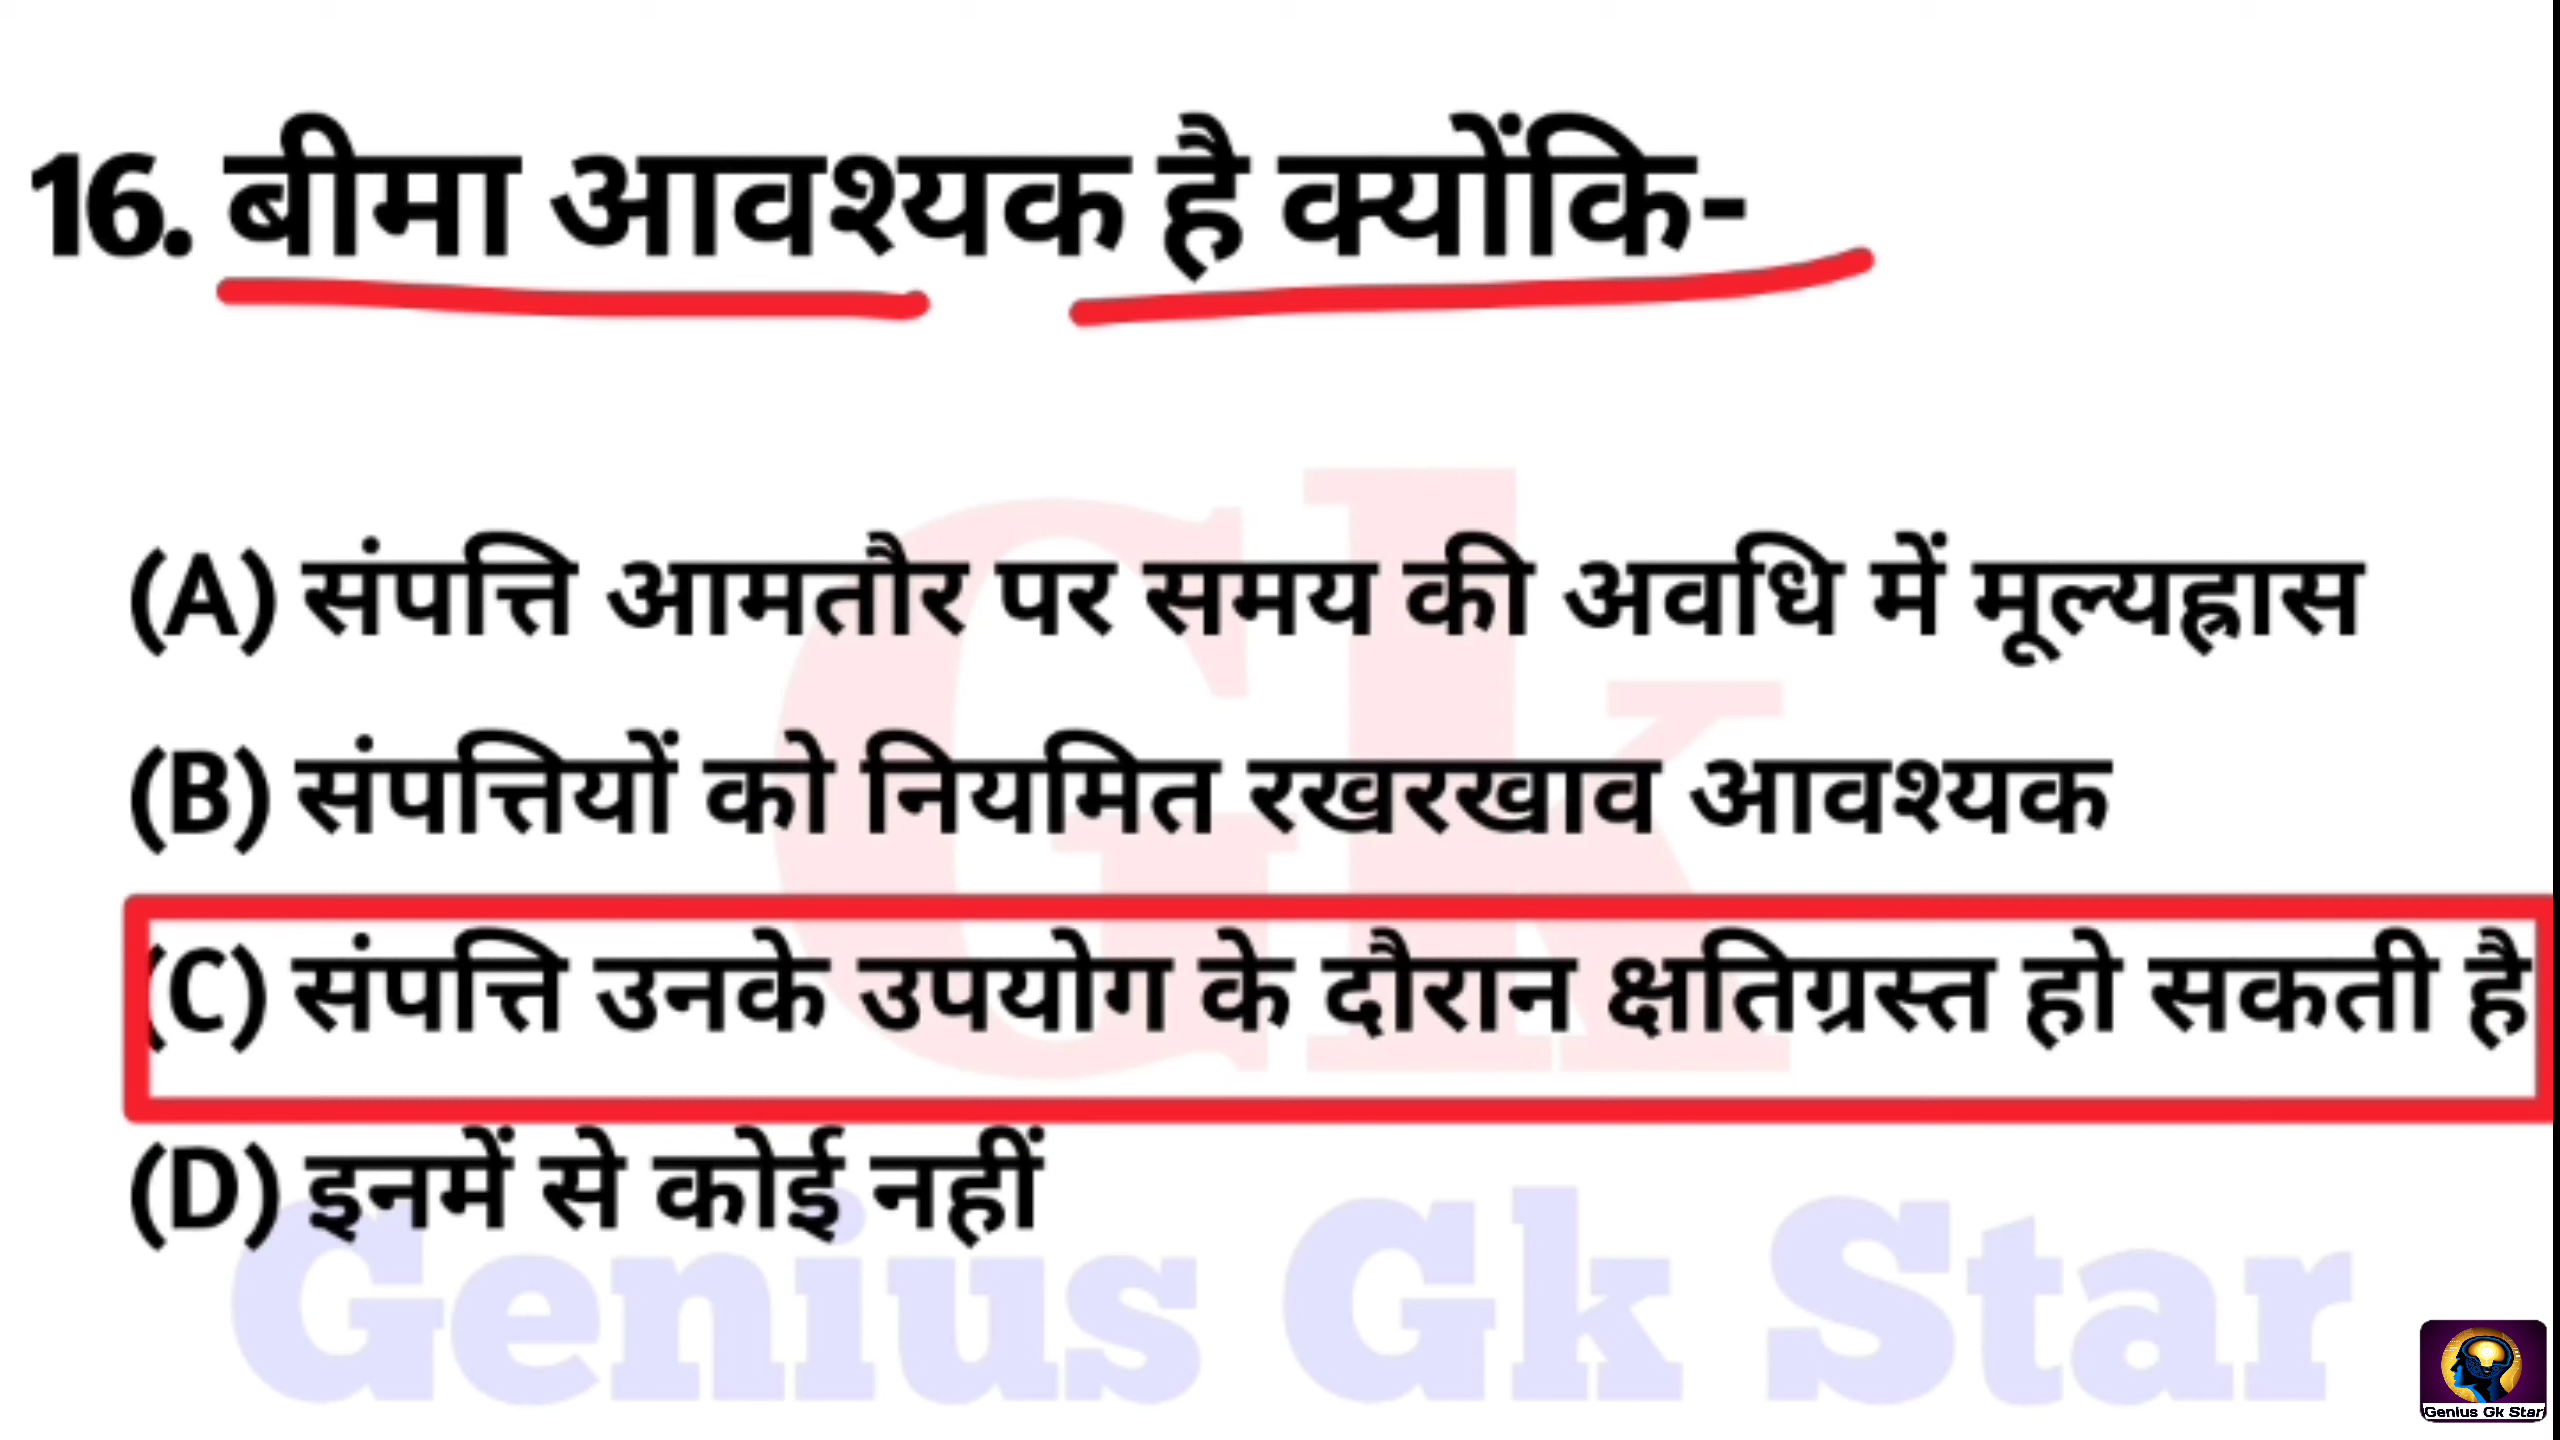 16. बीमा आवश्यक है क्योंकि-
(A) संपत्ति आमतौर पर समय की अवधि में मूल्यह्रास
(B) संपत्तियों को नियमित रखरखाव आवश्यक
(C) संपत्ति उनके उपयोग के दौरान क्षतिग्रस्त हो सकती है
(D) इनमें से कोई नहीं
Gk
Genius Gk Star
Genius Gk Star